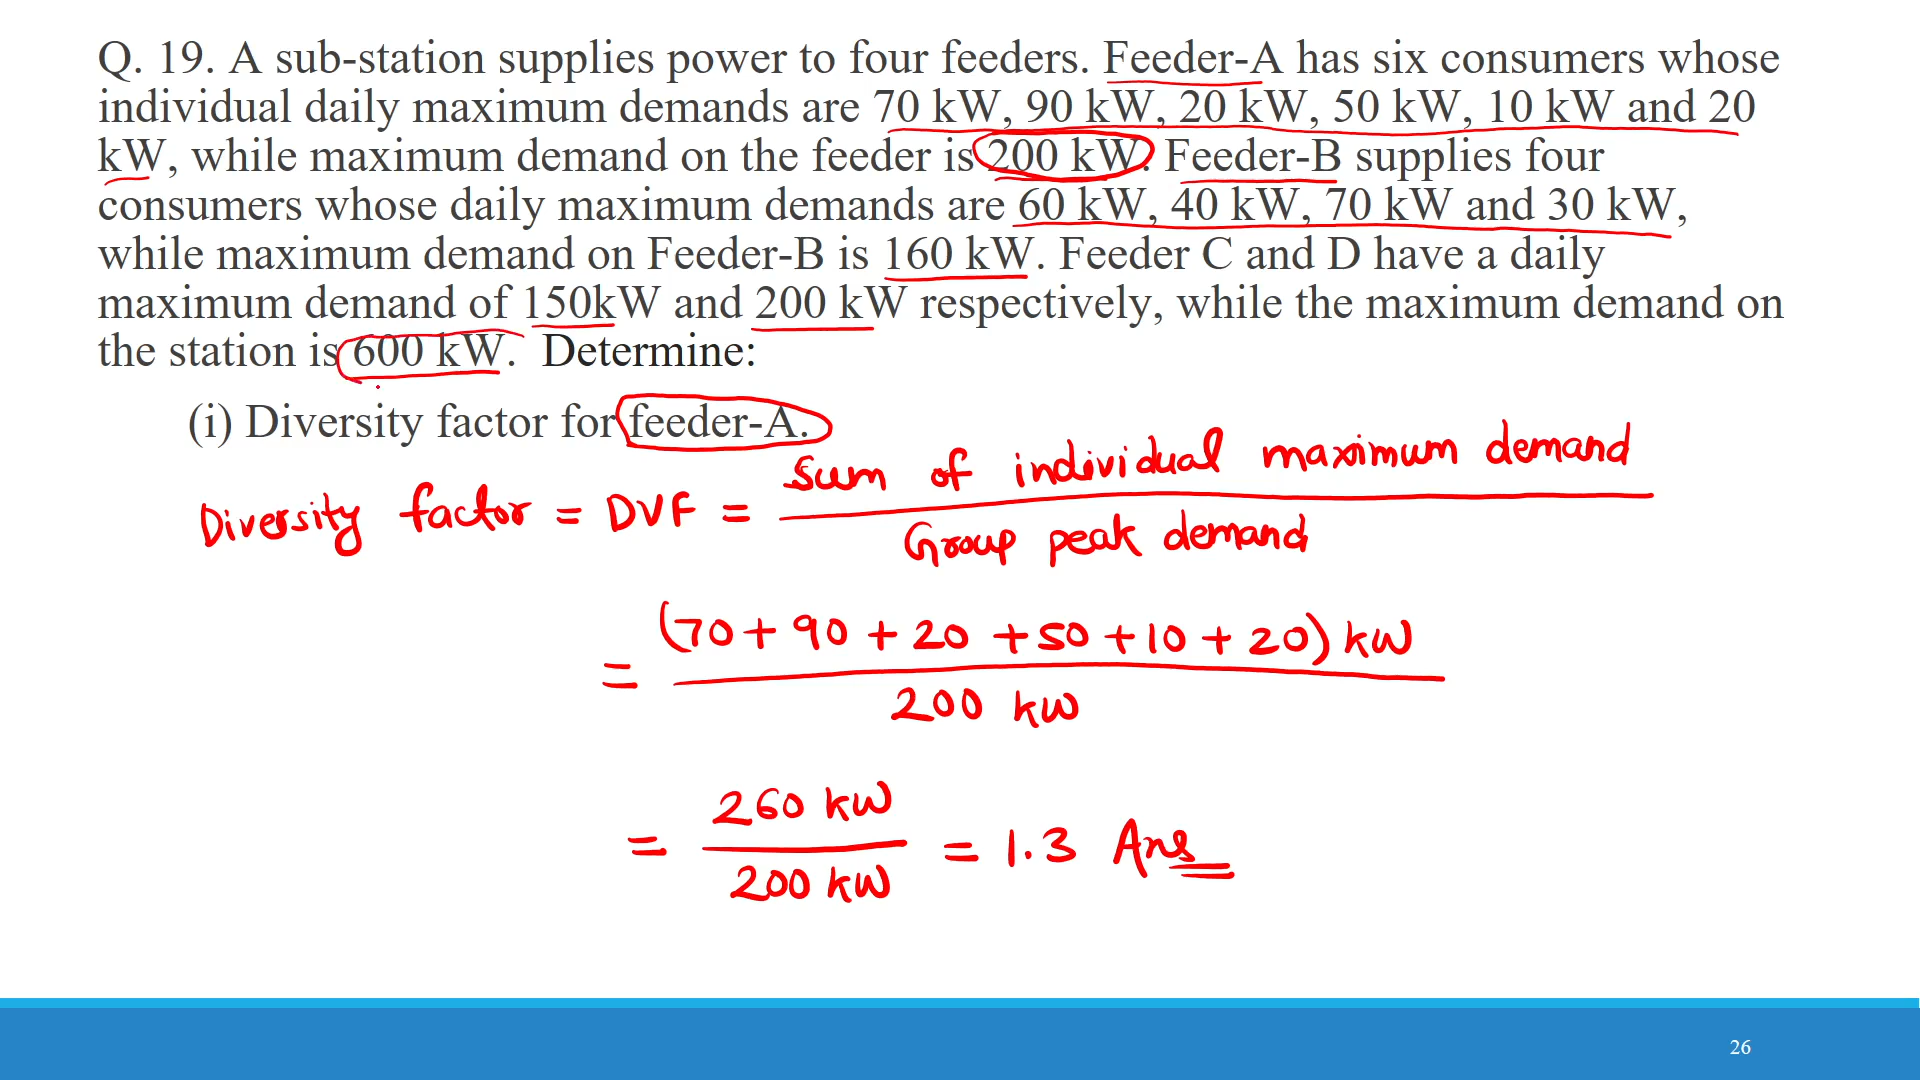 Q. 19. A sub-station supplies power to four feeders. Feeder-A has six consumers whose
individual daily maximum demands are 70 kW, 90 kW, 20 kW, 50 kW, 10 kW and 20
kW, while maximum demand on the feeder is 200 kW. Feeder-B supplies four
consumers whose daily maximum demands are 60 kW, 40 kW, 70 kW and 30 kW,
while maximum demand on Feeder-B is 160 kW. Feeder C and D have a daily
maximum demand of 150kW and 200 kW respectively, while the maximum demand on
the station is 600 kW. Determine:
(i) Diversity factor for feeder-A.
Diversity factor = DVF = Sum of individual maximum demand
Group peak demand
= (70 + 90 + 20 + 50 + 10 + 20) kW
200 kW
= 260 kW
200 kW
= 1.3 Ans
26